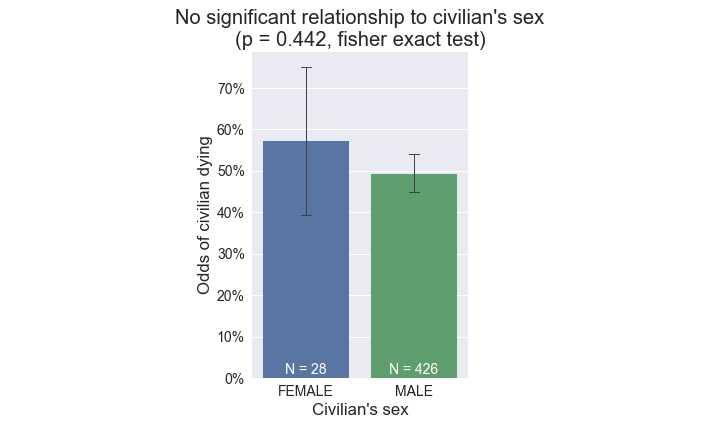 No significant relationship to civilian's sex
(p = 0.442, fisher exact test)
Odds of civilian dying
70%
60%
50%
40%
30%
20%
10%
0%
N = 28
N = 426
FEMALE
MALE
Civilian's sex